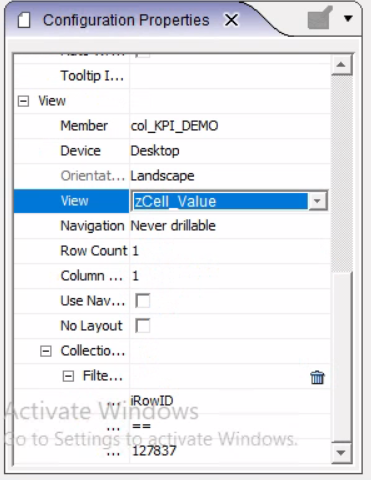 Configuration Properties
Tooltip I...
View
Member col_KPI_DEMO
Device Desktop
Orientat... Landscape
View zCell_Value
Navigation Never drillable
Row Count 1
Column ... 1
Use Nav...
No Layout
Collectio...
Filte...
... iRowID
... ==
... 127837
Activate Windows
Go to Settings to activate Windows.